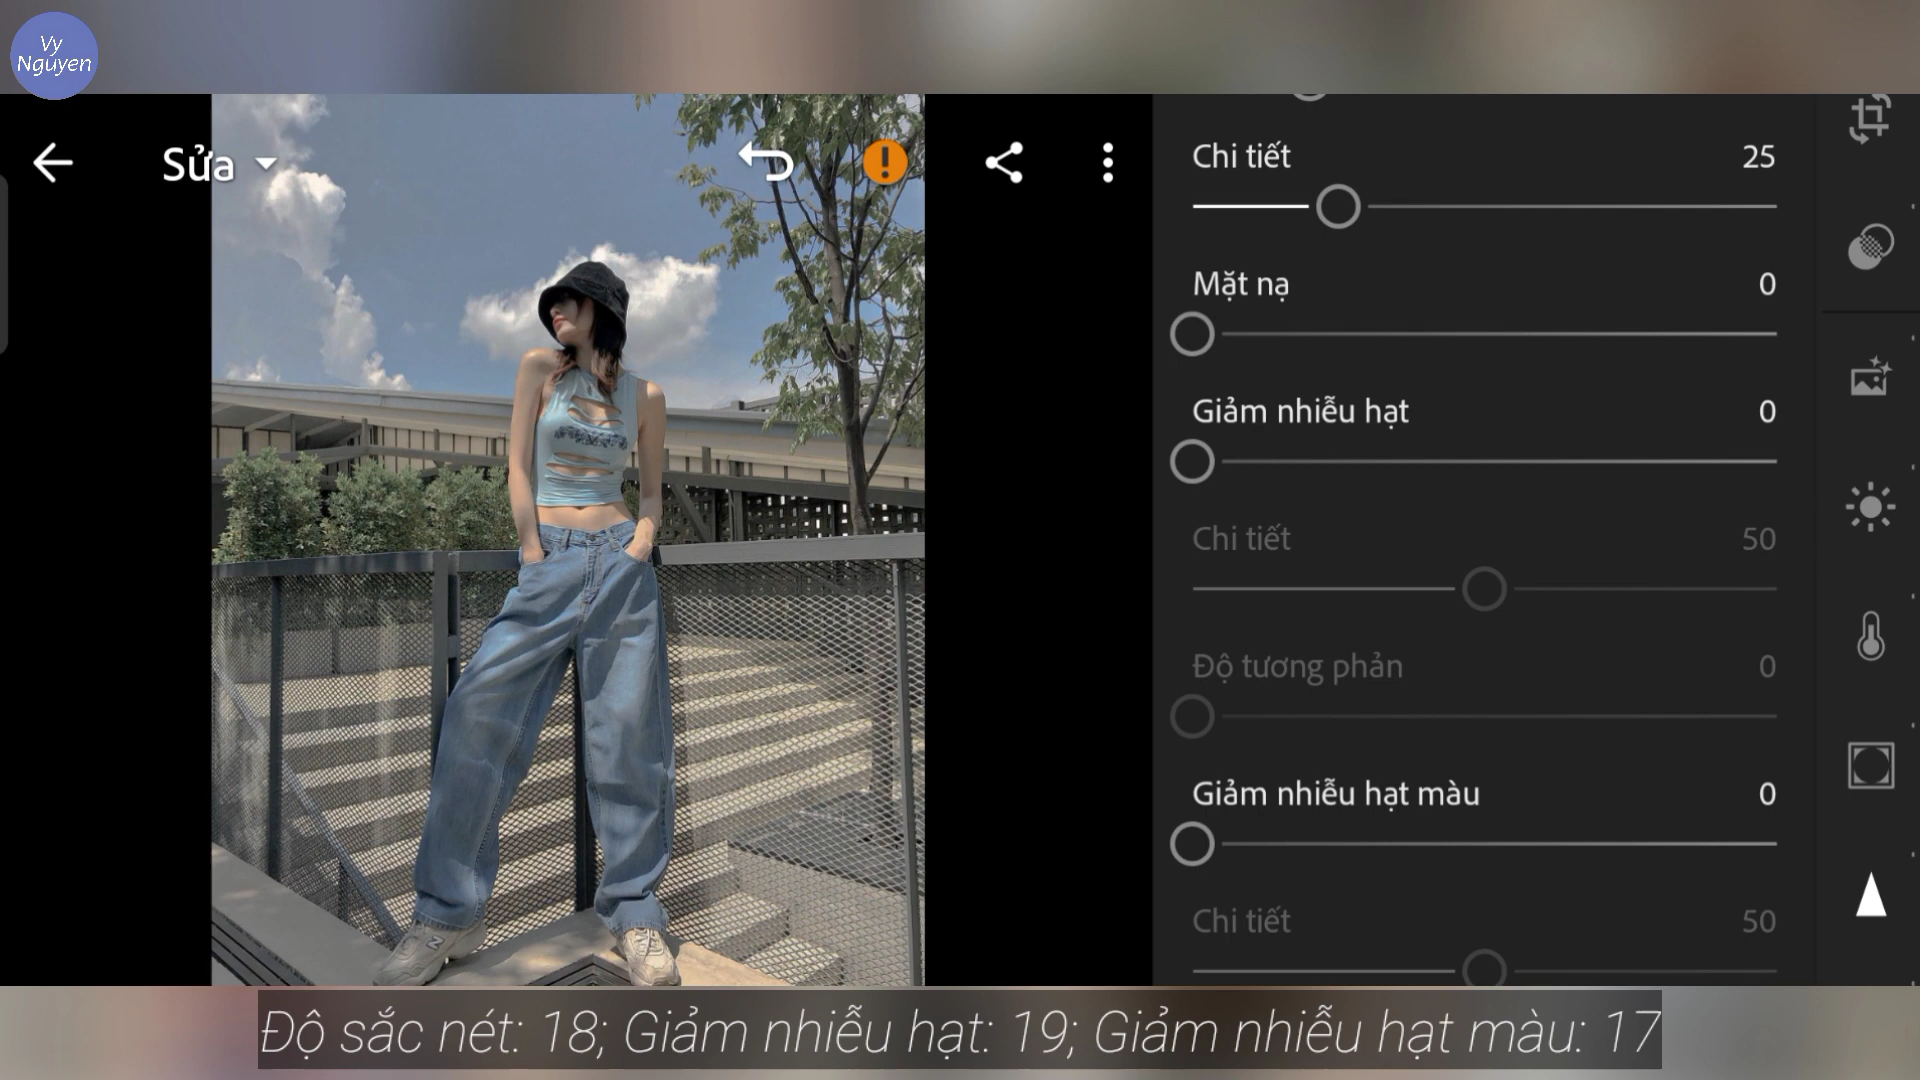 Vy
Nguyen
Sửa
Chi tiết 25
Mặt nạ 0
Giảm nhiễu hạt 0
Chi tiết 50
Độ tương phản 0
Giảm nhiễu hạt màu 0
Chi tiết 50
Độ sắc nét: 18; Giảm nhiễu hạt: 19; Giảm nhiễu hạt màu: 17